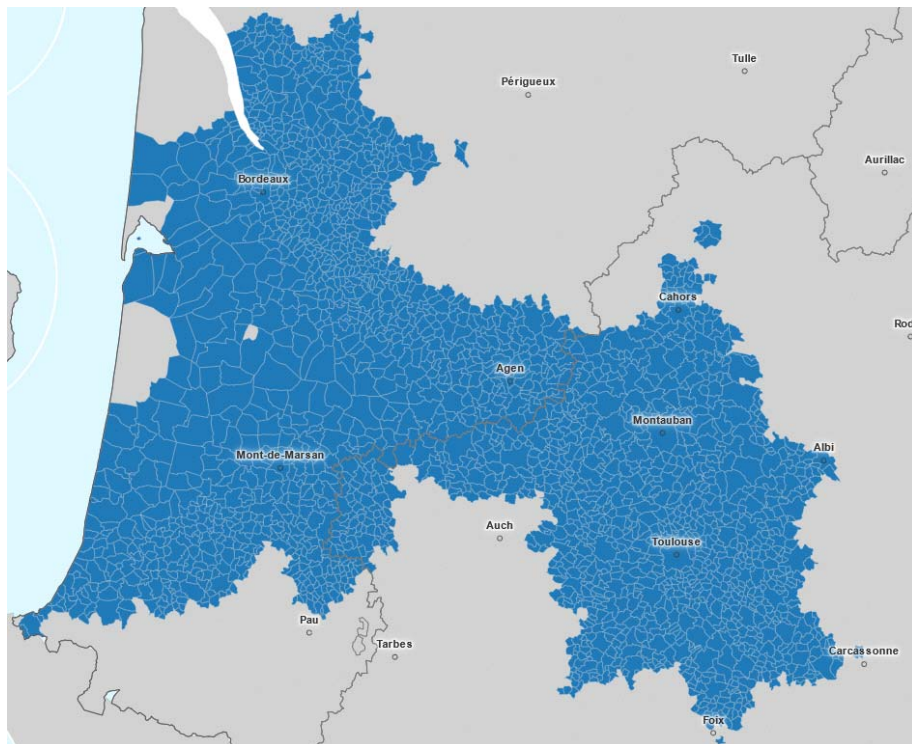 Tulle
Périgueux
Aurillac
Bordeaux
Cahors
Rod
Agen
Montauban
Albi
Mont-de-Marsan
Auch
Toulouse
Pau
Tarbes
Carcassonne
Foix